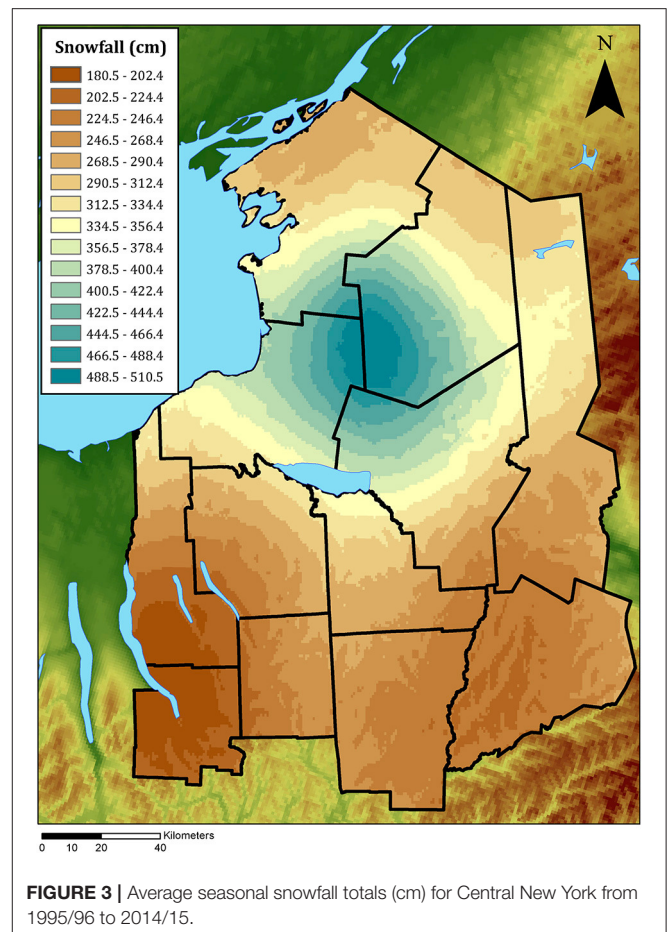 Snowfall (cm)
180.5 - 202.4
202.5 - 224.4
224.5 - 246.4
246.5 - 268.4
268.5 - 290.4
290.5 - 312.4
312.5 - 334.4
334.5 - 356.4
356.5 - 378.4
378.5 - 400.4
400.5 - 422.4
422.5 - 444.4
444.5 - 466.4
466.5 - 488.4
488.5 - 510.5
N
Kilometers
0 10 20 40
FIGURE 3 | Average seasonal snowfall totals (cm) for Central New York from
1995/96 to 2014/15.